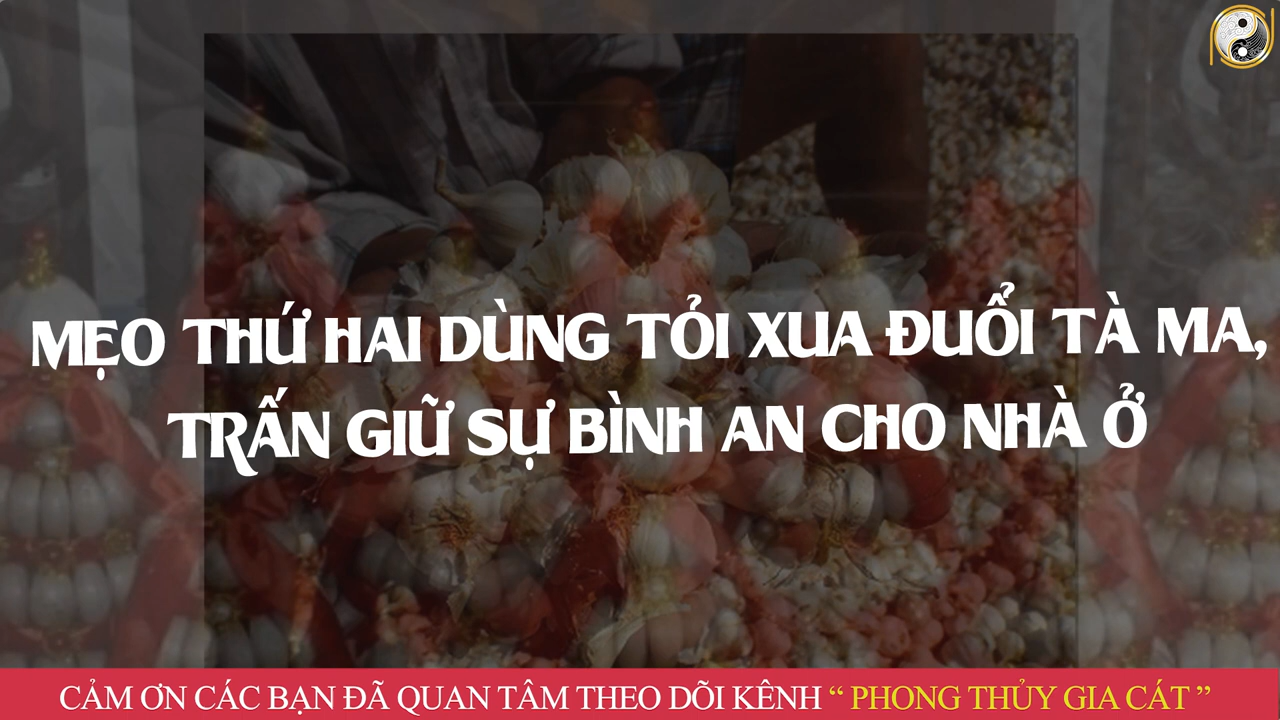 MẸO THỨ HAI DÙNG TỎI XUA ĐUỔI TÀ MA,
TRẤN GIỮ SỰ BÌNH AN CHO NHÀ Ở
CẢM ƠN CÁC BẠN ĐÃ QUAN TÂM THEO DÕI KÊNH “ PHONG THỦY GIA CÁT ”